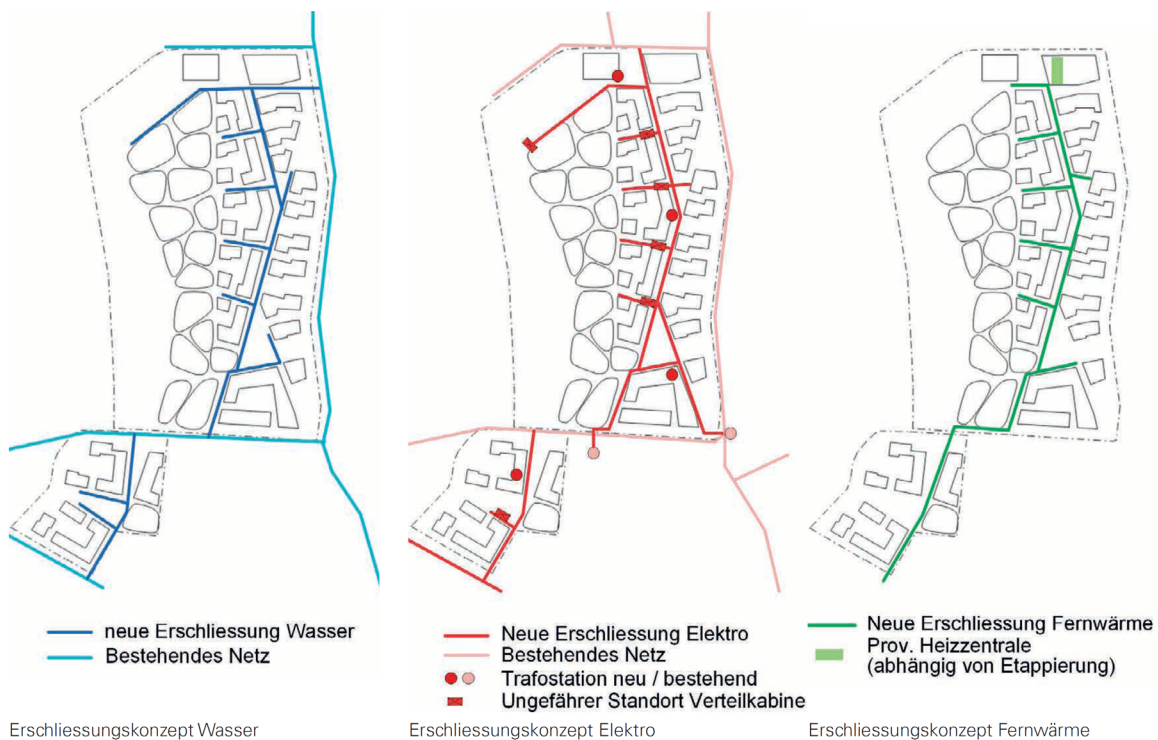 neue Erschliessung Wasser
Bestehendes Netz
Erschliessungskonzept Wasser
Neue Erschliessung Elektro
Bestehendes Netz
Trafostation neu / bestehend
Ungefährer Standort Verteilkabine
Erschliessungskonzept Elektro
Neue Erschliessung Fernwärme
Prov. Heizzentrale
(abhängig von Etappierung)
Erschliessungskonzept Fernwärme